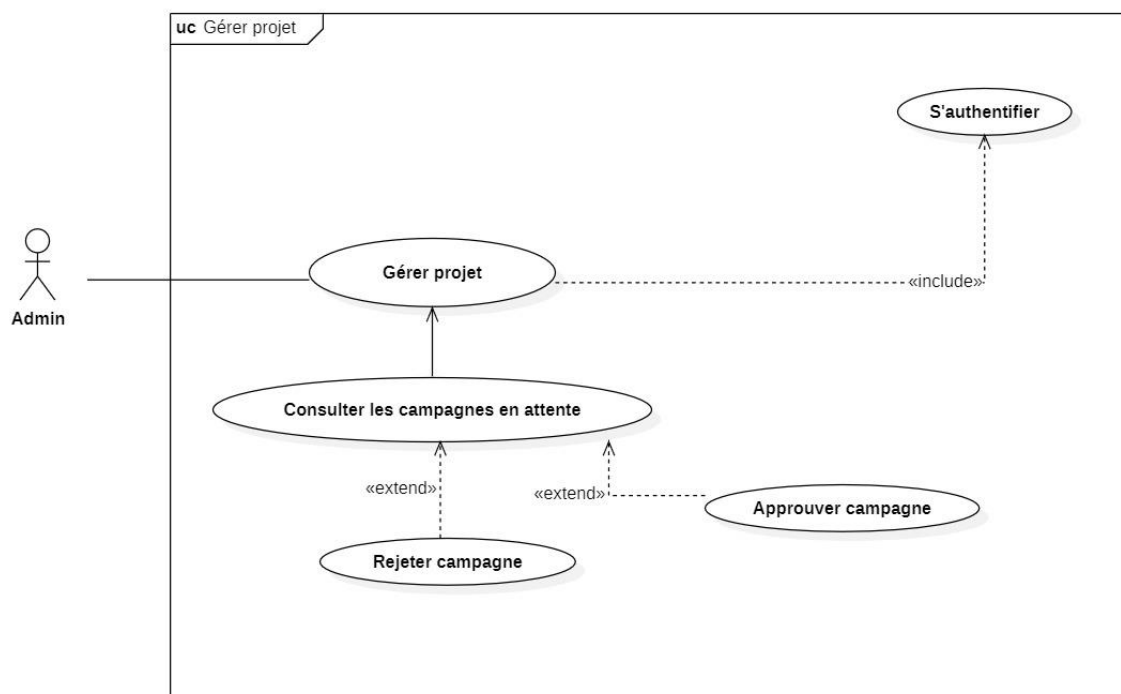 uc Gérer projet
S'authentifier
Gérer projet
«include»
Admin
Consulter les campagnes en attente
«extend»
«extend»
Approuver campagne
Rejeter campagne